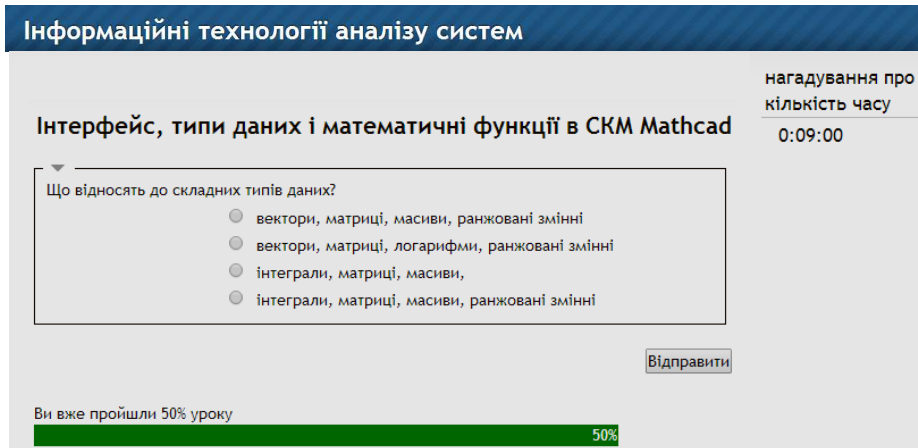 Інформаційні технології аналізу систем
нагадування про
кількість часу
0:09:00
Інтерфейс, типи даних і математичні функції в СКМ Mathcad
Що відносять до складних типів даних?
вектори, матриці, масиви, ранжовані змінні
вектори, матриці, логарифми, ранжовані змінні
інтеграли, матриці, масиви,
інтеграли, матриці, масиви, ранжовані змінні
Відправити
Ви вже пройшли 50% уроку
50%